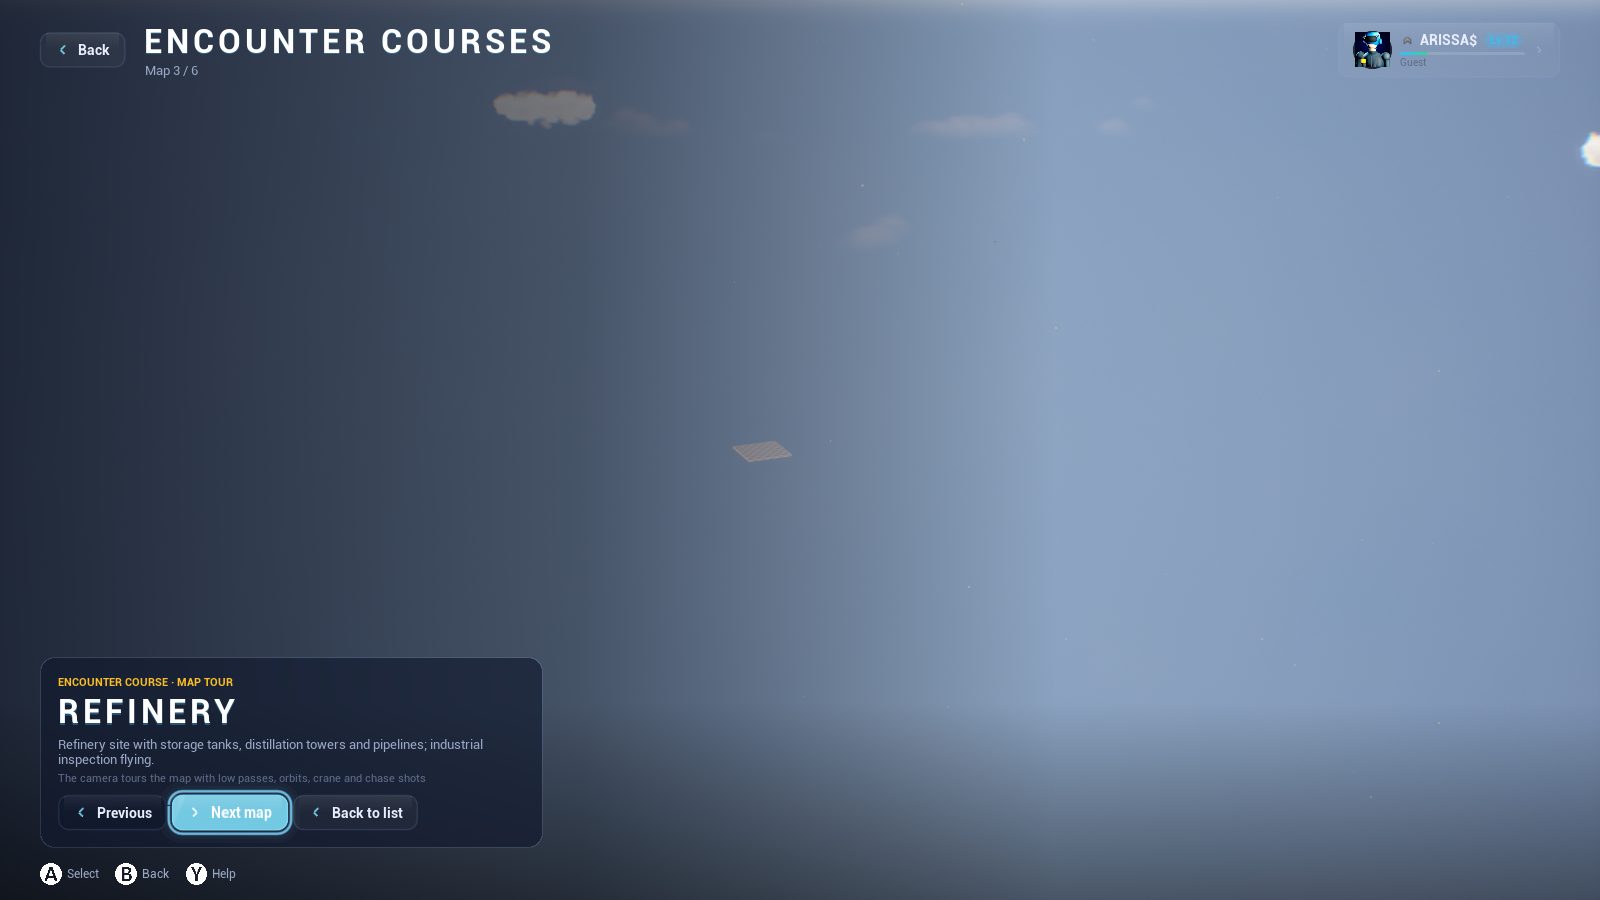 Back
ENCOUNTER COURSES
Map 3 / 6
ARISSA$
Guest
ENCOUNTER COURSE · MAP TOUR
REFINERY
Refinery site with storage tanks, distillation towers and pipelines; industrial
inspection flying.
The camera tours the map with low passes, orbits, crane and chase shots
Previous
Next map
Back to list
A Select
B Back
Y Help